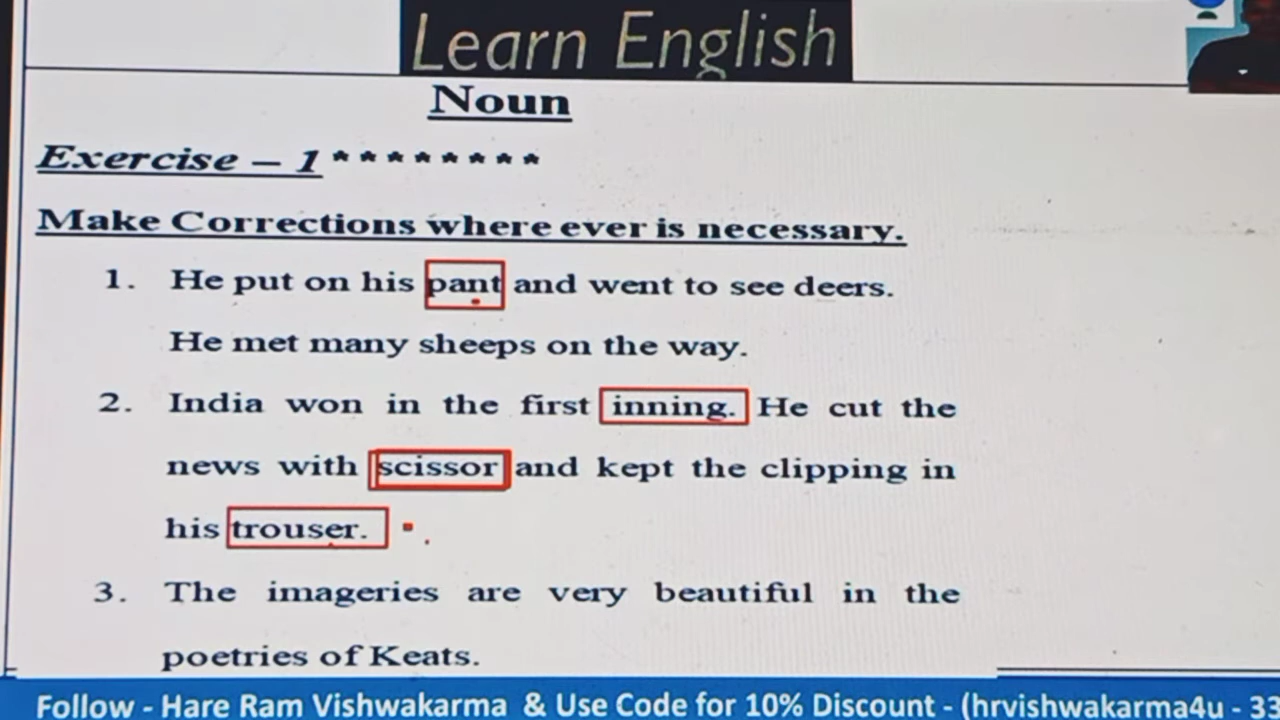 Learn English
Noun
Exercise – 1********
Make Corrections where ever is necessary.
1. He put on his pant and went to see deers.
He met many sheeps on the way.
2. India won in the first inning. He cut the
news with scissor and kept the clipping in
his trouser.
3. The imageries are very beautiful in the
poetries of Keats.
Follow - Hare Ram Vishwakarma & Use Code for 10% Discount - (hrvishwakarma4u - 33